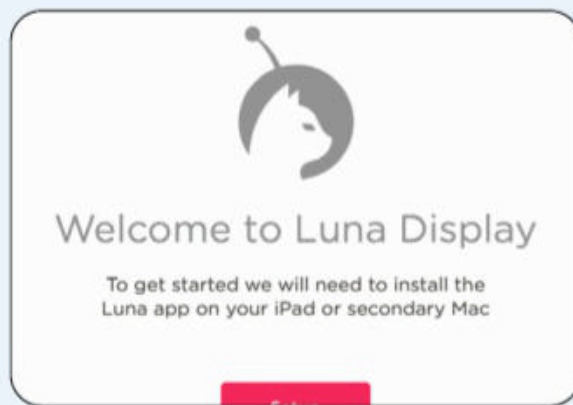 Welcome to Luna Display
To get started we will need to install the
Luna app on your iPad or secondary Mac